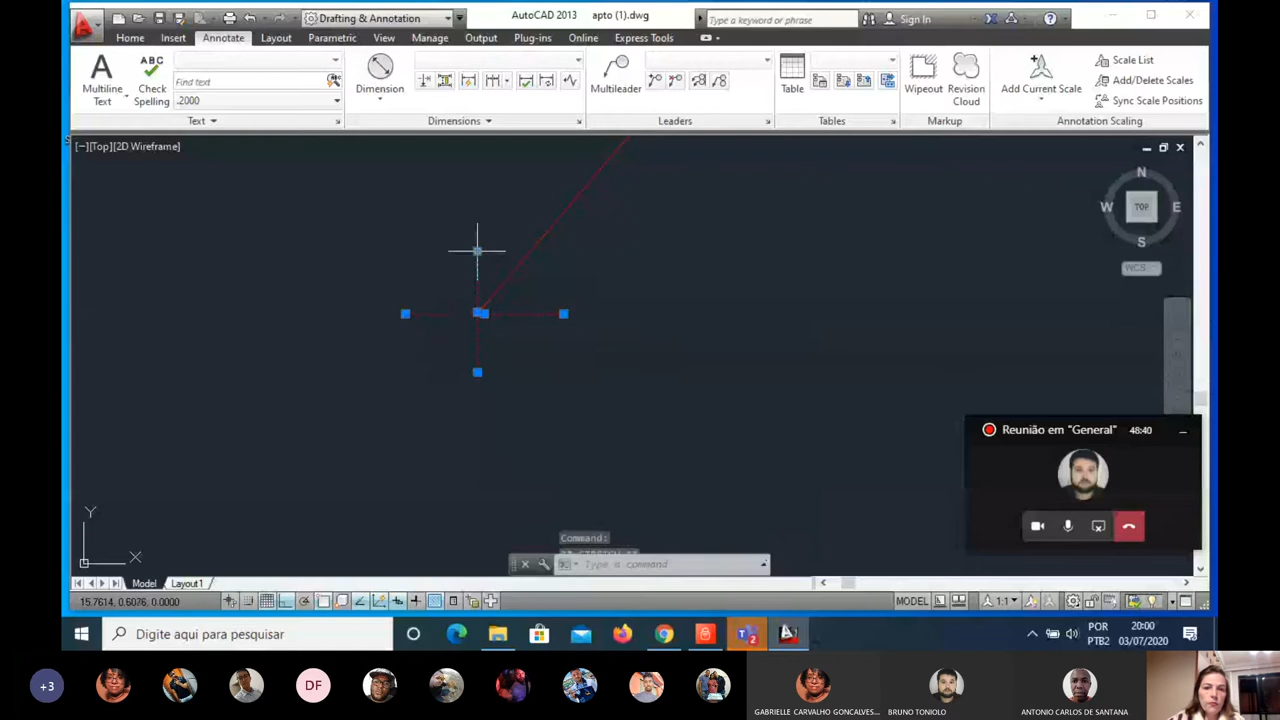 Drafting & Annotation
AutoCAD 2013 apto (1).dwg
Type a keyword or phrase
Sign In
Home Insert Annotate Layout Parametric View Manage Output Plug-ins Online Express Tools
A ABC
Multiline Text
Check Spelling
Find text
.2000
Dimension
Multileader
Table
Wipeout
Revision Cloud
Add Current Scale
Scale List
Add/Delete Scales
Sync Scale Positions
Text Dimensions Leaders Tables Markup Annotation Scaling
[−][Top][2D Wireframe]
N
W TOP E
S
WCS
Reunião em "General" 48:40
Y
X
Command:
Type a command
Model Layout1
15.7614, 0.6076, 0.0000
MODEL 1:1
Digite aqui para pesquisar
POR
PTB2
20:00
03/07/2020
+3
DF
GABRIELLE CARVALHO GONCALVES...
BRUNO TONIOLO
ANTONIO CARLOS DE SANTANA